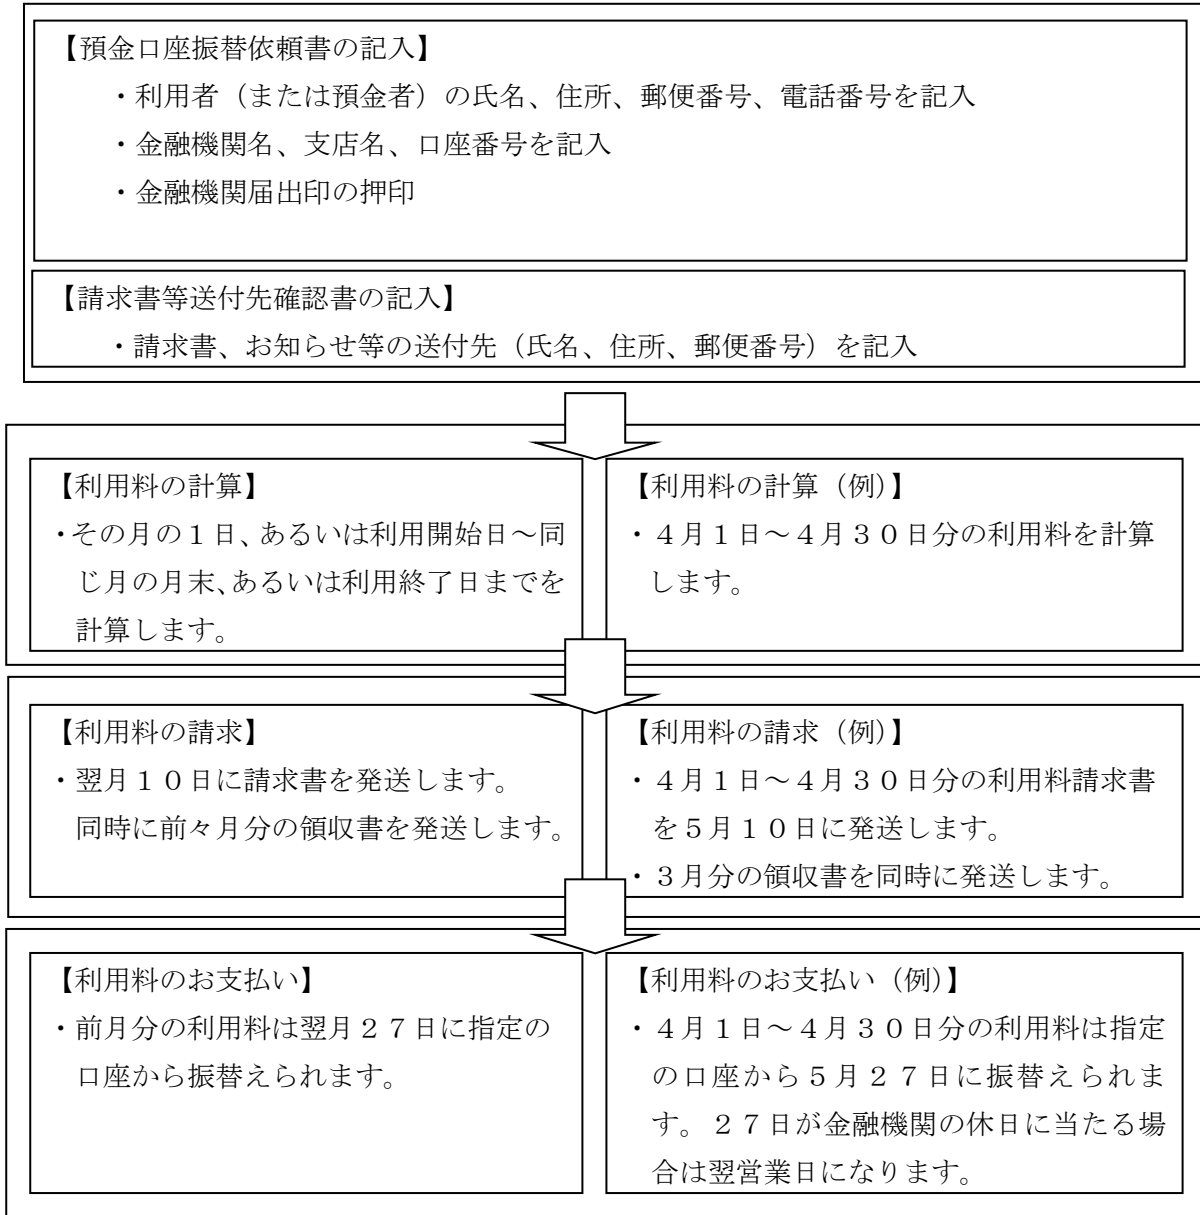 【預金口座振替依頼書の記入】
・利用者（または預金者）の氏名、住所、郵便番号、電話番号を記入
・金融機関名、支店名、口座番号を記入
・金融機関届出印の押印
【請求書等送付先確認書の記入】
・請求書、お知らせ等の送付先（氏名、住所、郵便番号）を記入
【利用料の計算】
・その月の１日、あるいは利用開始日～同
じ月の月末、あるいは利用終了日までを
計算します。
【利用料の計算（例）】
・４月１日～４月３０日分の利用料を計算
します。
【利用料の請求】
・翌月１０日に請求書を発送します。
同時に前々月分の領収書を発送します。
【利用料の請求（例）】
・４月１日～４月３０日分の利用料請求書
を５月１０日に発送します。
・３月分の領収書を同時に発送します。
【利用料のお支払い】
・前月分の利用料は翌月２７日に指定の
口座から振替えられます。
【利用料のお支払い（例）】
・４月１日～４月３０日分の利用料は指定
の口座から５月２７日に振替えられま
す。２７日が金融機関の休日に当たる場
合は翌営業日になります。